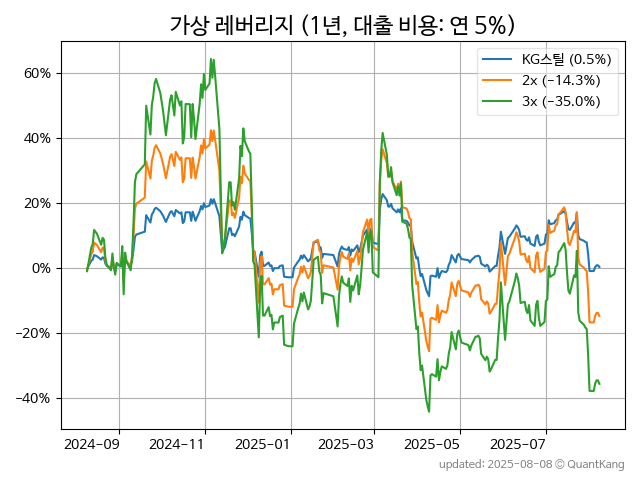 가상 레버리지 (1년, 대출 비용: 연 5%)
KG스틸 (0.5%)
2x (−14.3%)
3x (−35.0%)
60%
40%
20%
0%
−20%
−40%
2024-09 2024-11 2025-01 2025-03 2025-05 2025-07
updated: 2025-08-08 © QuantKang